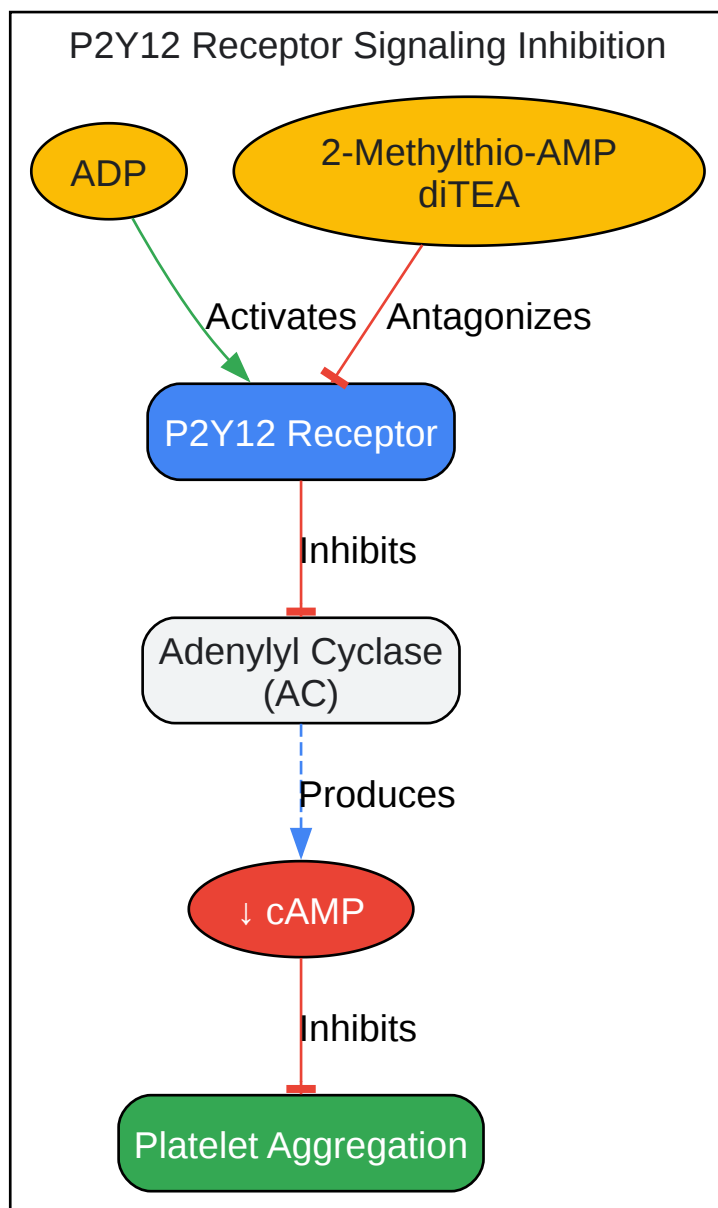 P2Y12 Receptor Signaling Inhibition
ADP
2-Methylthio-AMP
diTEA
Activates
Antagonizes
P2Y12 Receptor
Inhibits
Adenylyl Cyclase
(AC)
Produces
↓ cAMP
Inhibits
Platelet Aggregation